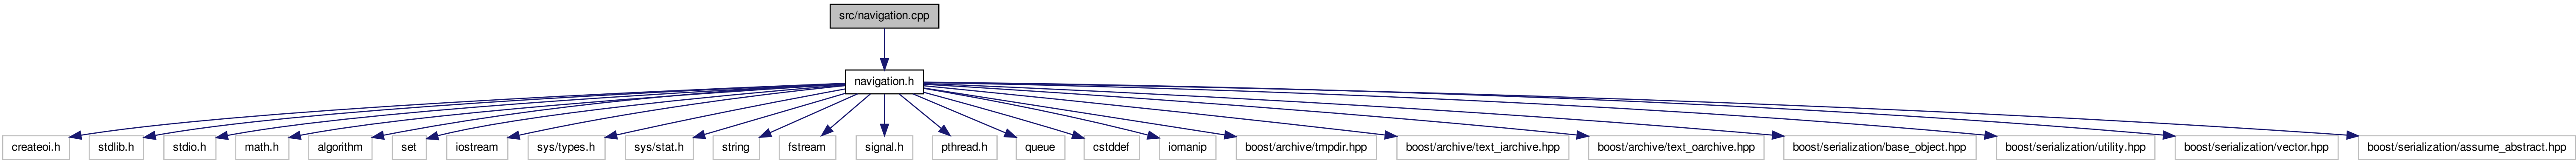 src/navigation.cpp
navigation.h
createoi.h
stdlib.h
stdio.h
math.h
algorithm
set
iostream
sys/types.h
sys/stat.h
string
fstream
signal.h
pthread.h
queue
cstddef
iomanip
boost/archive/tmpdir.hpp
boost/archive/text_iarchive.hpp
boost/archive/text_oarchive.hpp
boost/serialization/base_object.hpp
boost/serialization/utility.hpp
boost/serialization/vector.hpp
boost/serialization/assume_abstract.hpp